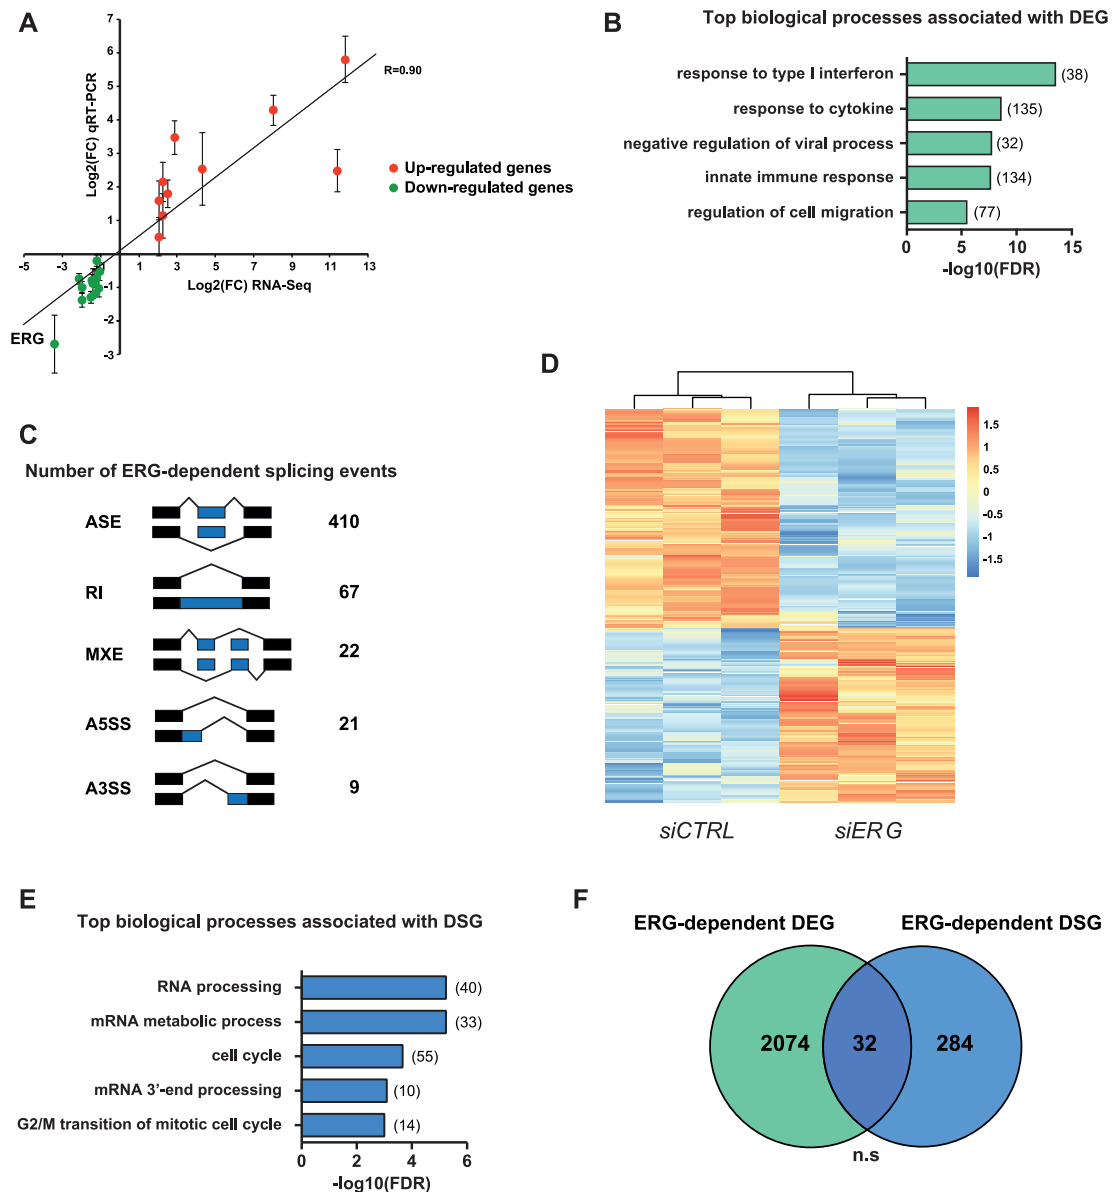 A
Log2(FC) qRT-PCR
7
6
5
4
3
2
1
-1
-2
-3
-5
-3
-1
1
3
5
7
9
11
13
Log2(FC) RNA-Seq
R=0.90
ERG
Up-regulated genes
Down-regulated genes
B
Top biological processes associated with DEG
response to type I interferon (38)
response to cytokine (135)
negative regulation of viral process (32)
innate immune response (134)
regulation of cell migration (77)
0 5 10 15
-log10(FDR)
C
Number of ERG-dependent splicing events
ASE 410
RI 67
MXE 22
A5SS 21
A3SS 9
D
1.5
1
0.5
0
-0.5
-1
-1.5
siCTRL siERG
E
Top biological processes associated with DSG
RNA processing (40)
mRNA metabolic process (33)
cell cycle (55)
mRNA 3'-end processing (10)
G2/M transition of mitotic cell cycle (14)
0 2 4 6
-log10(FDR)
F
ERG-dependent DEG ERG-dependent DSG
2074 32 284
n.s